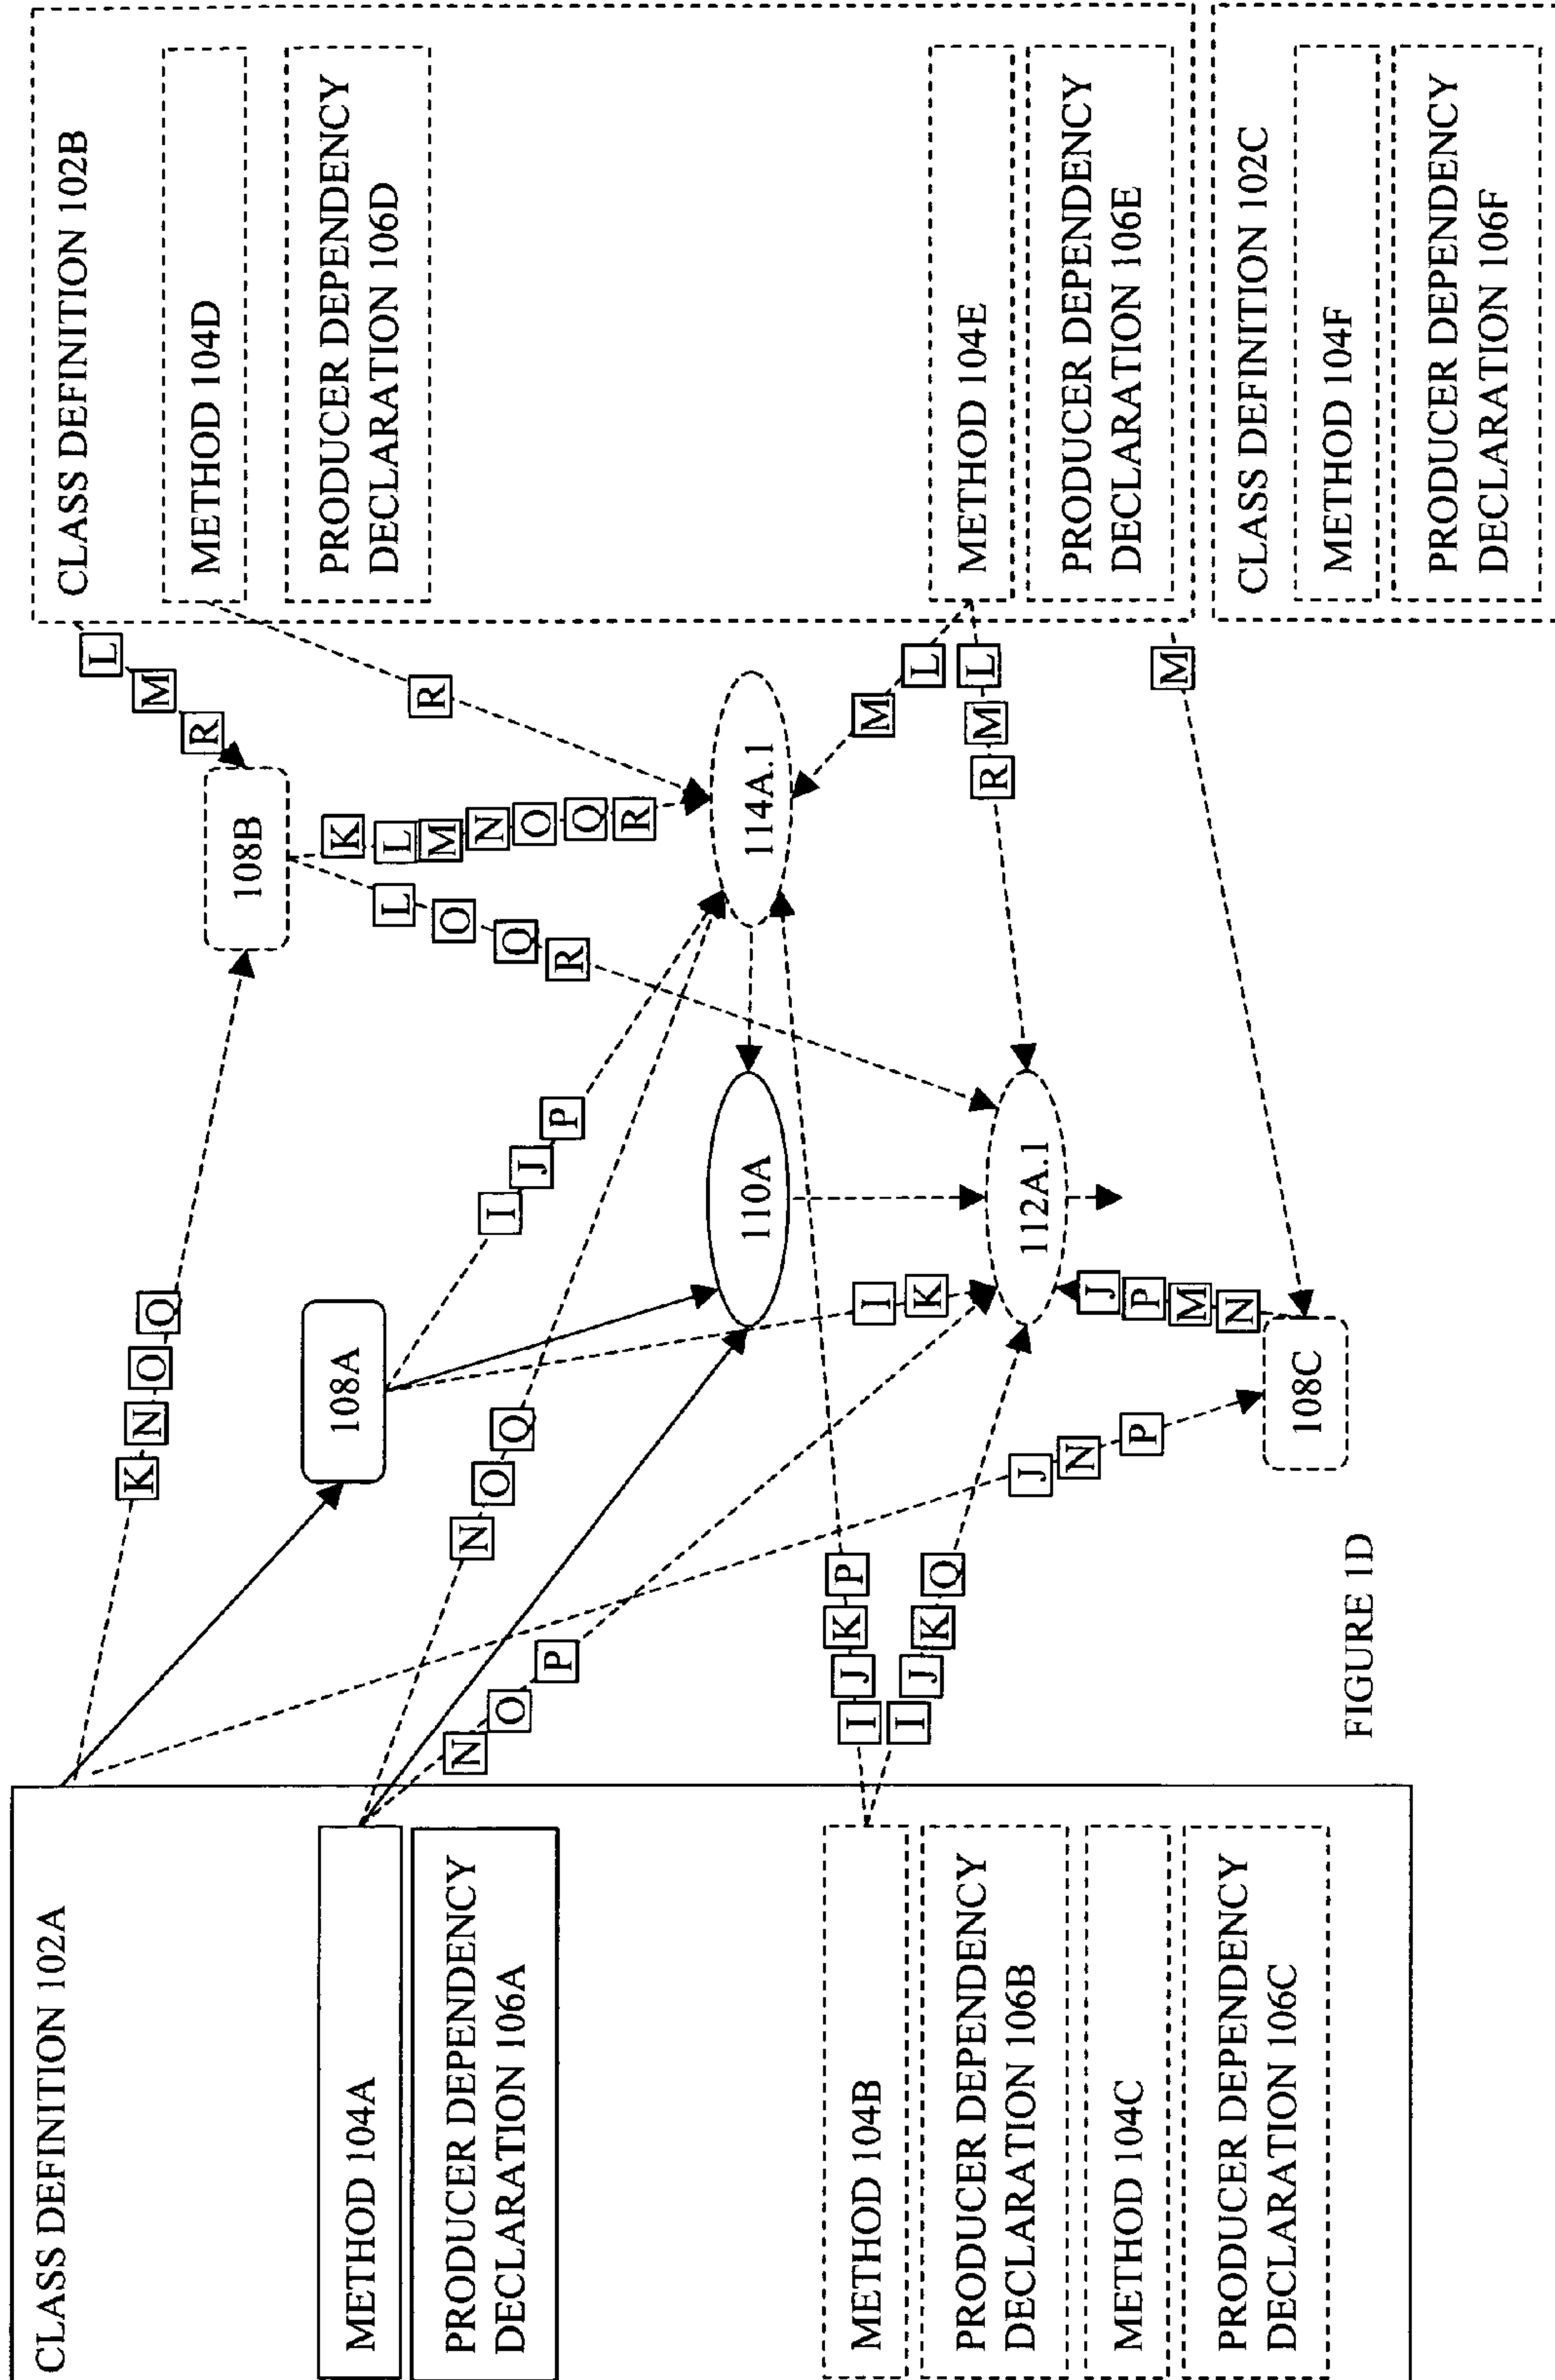 CLASS DEFINITION 102A
METHOD 104A
PRODUCER DEPENDENCY
DECLARATION 106A
METHOD 104B
PRODUCER DEPENDENCY
DECLARATION 106B
METHOD 104C
PRODUCER DEPENDENCY
DECLARATION 106C
K N O Q
108A
108B
L M R
I J P
N O Q
N O P
K L M N O Q R
L O Q R
R
110A
114A.1
M L
I K
I J K P
I J K Q
112A.1
R M L
J N P
J P M N
108C
M
CLASS DEFINITION 102B
METHOD 104D
PRODUCER DEPENDENCY
DECLARATION 106D
METHOD 104E
PRODUCER DEPENDENCY
DECLARATION 106E
CLASS DEFINITION 102C
METHOD 104F
PRODUCER DEPENDENCY
DECLARATION 106F
FIGURE 1D